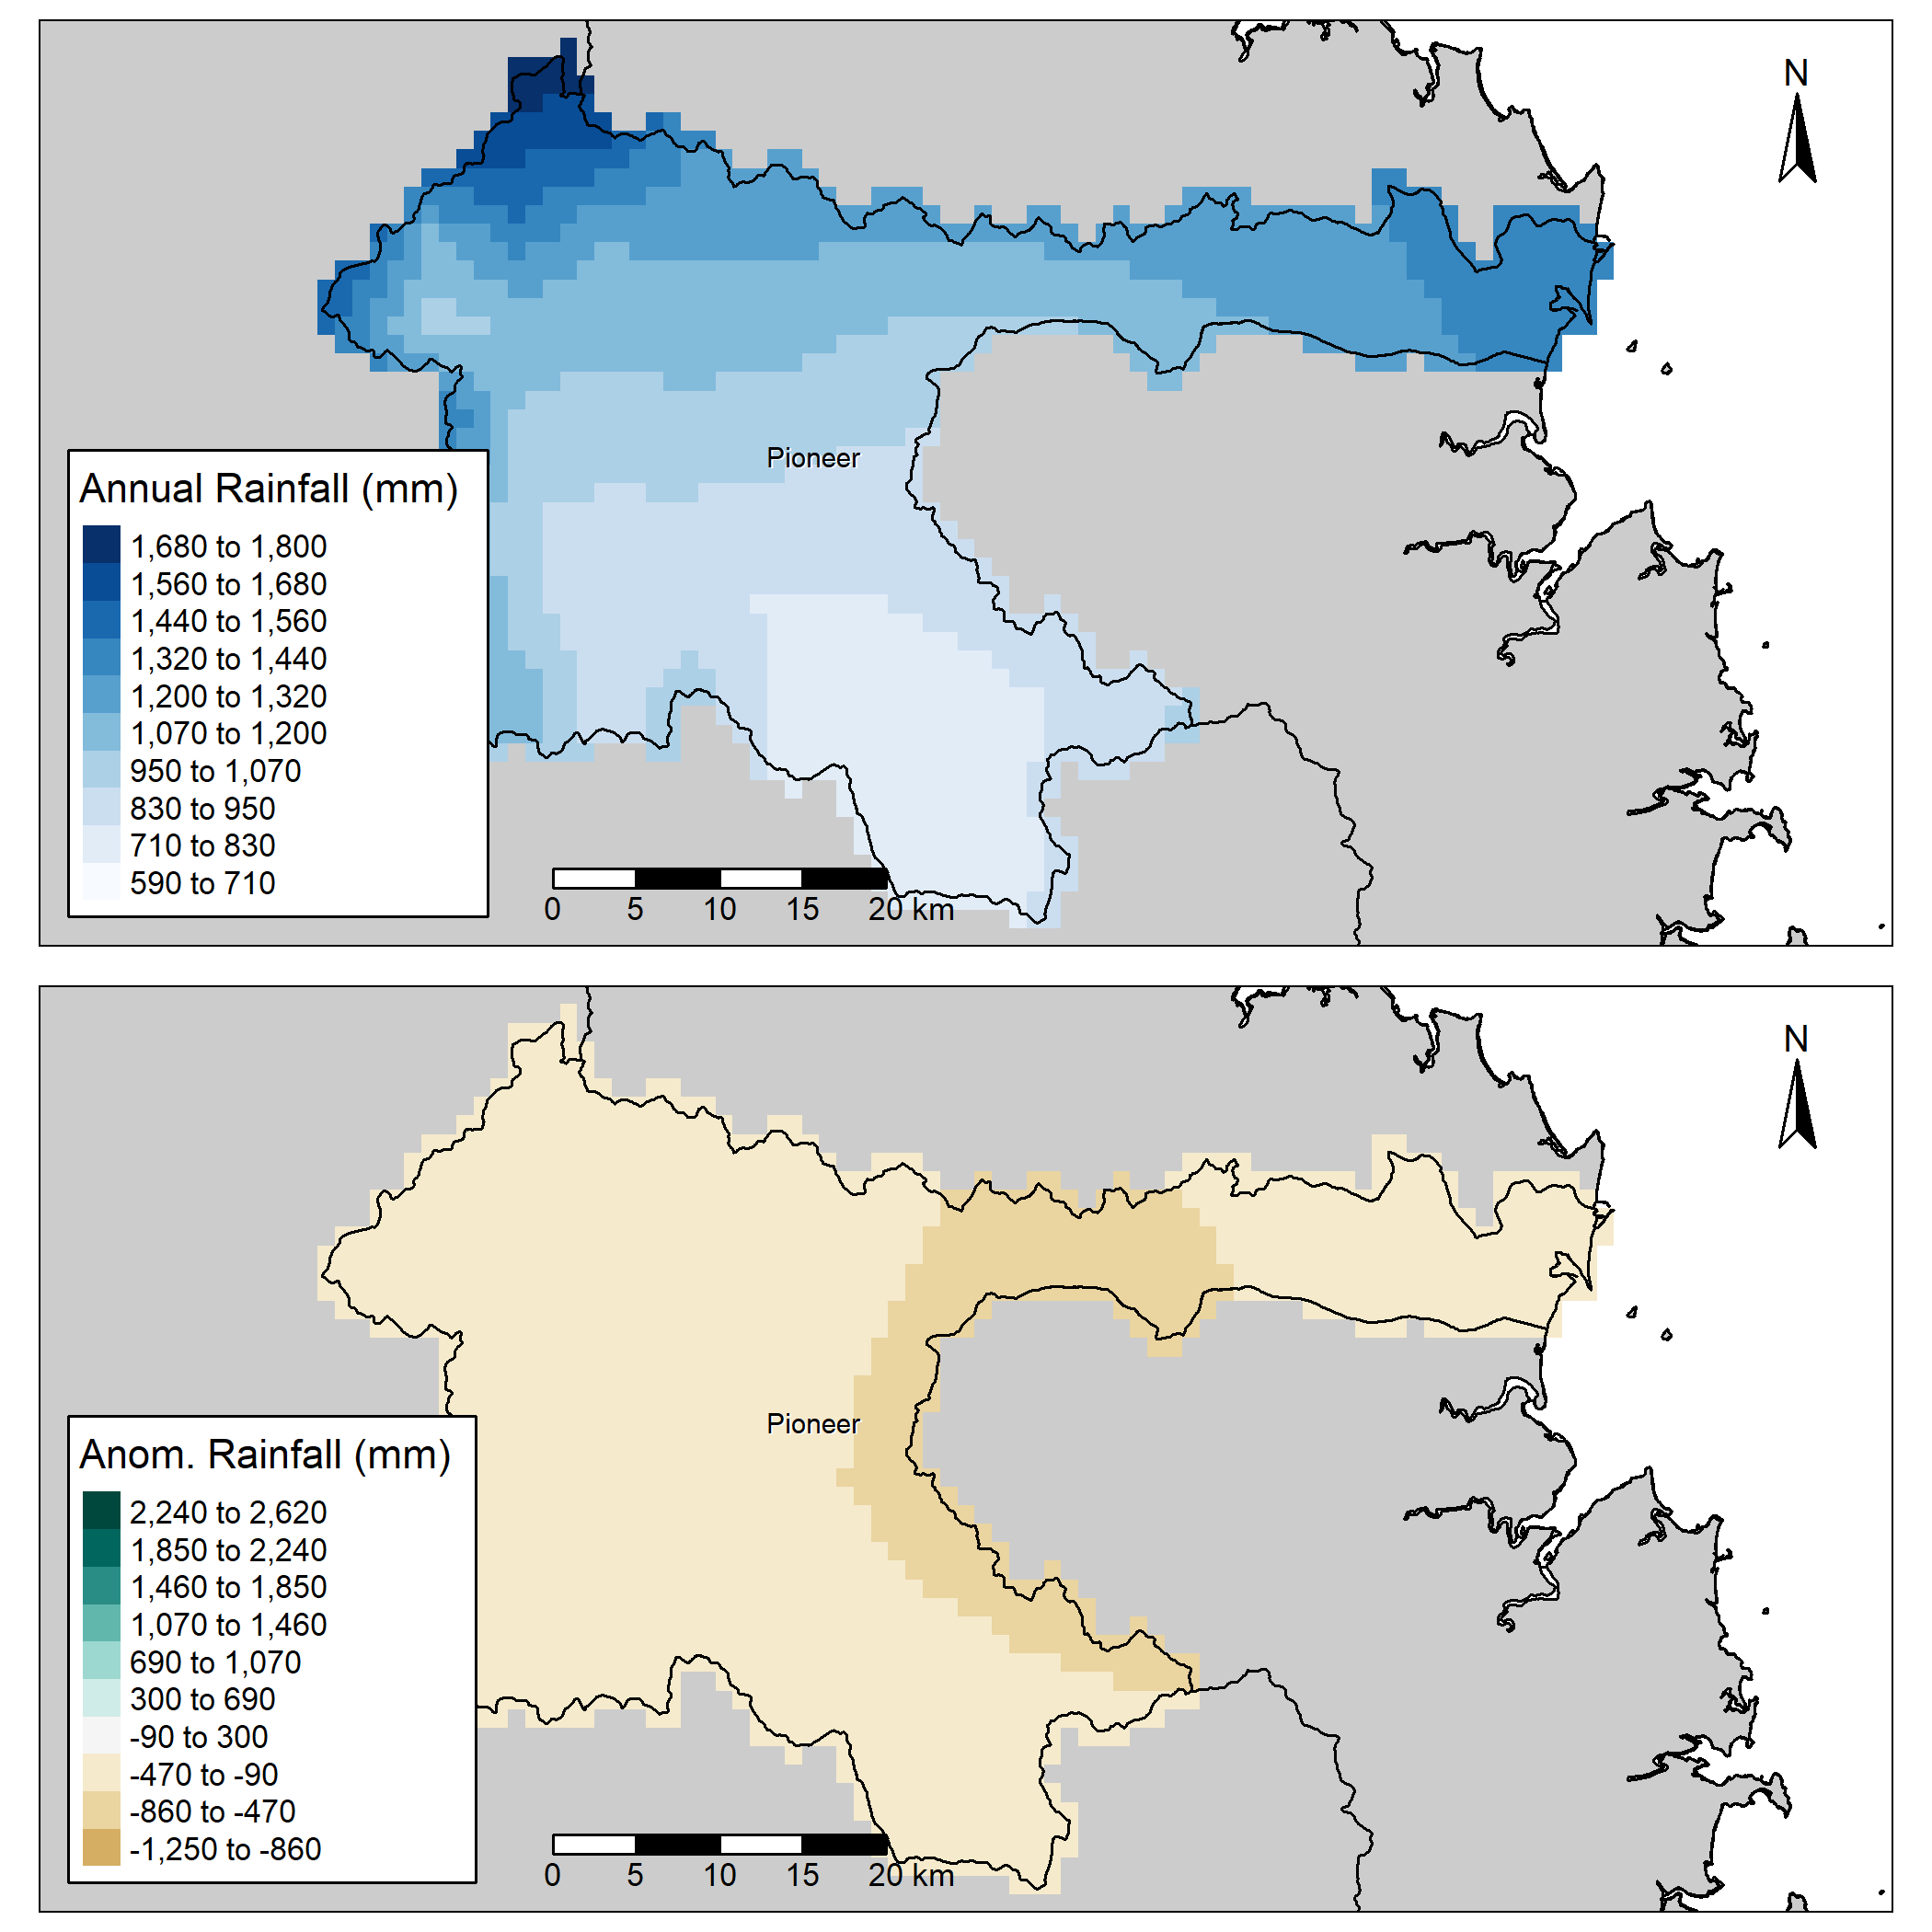 N
Pioneer
Annual Rainfall (mm)
1,680 to 1,800
1,560 to 1,680
1,440 to 1,560
1,320 to 1,440
1,200 to 1,320
1,070 to 1,200
950 to 1,070
830 to 950
710 to 830
590 to 710
0 5 10 15 20 km
N
Pioneer
Anom. Rainfall (mm)
2,240 to 2,620
1,850 to 2,240
1,460 to 1,850
1,070 to 1,460
690 to 1,070
300 to 690
-90 to 300
-470 to -90
-860 to -470
-1,250 to -860
0 5 10 15 20 km